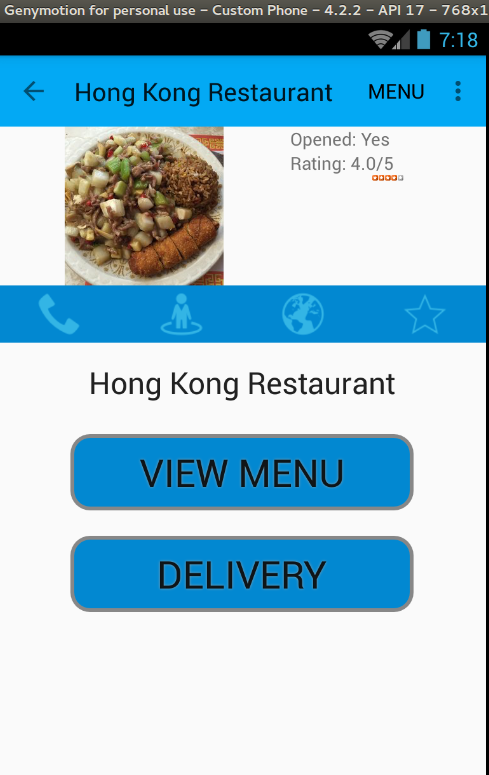 Genymotion for personal use – Custom Phone – 4.2.2 – API 17 – 768x1
7:18
Hong Kong Restaurant MENU
Opened: Yes
Rating: 4.0/5
Hong Kong Restaurant
VIEW MENU
DELIVERY